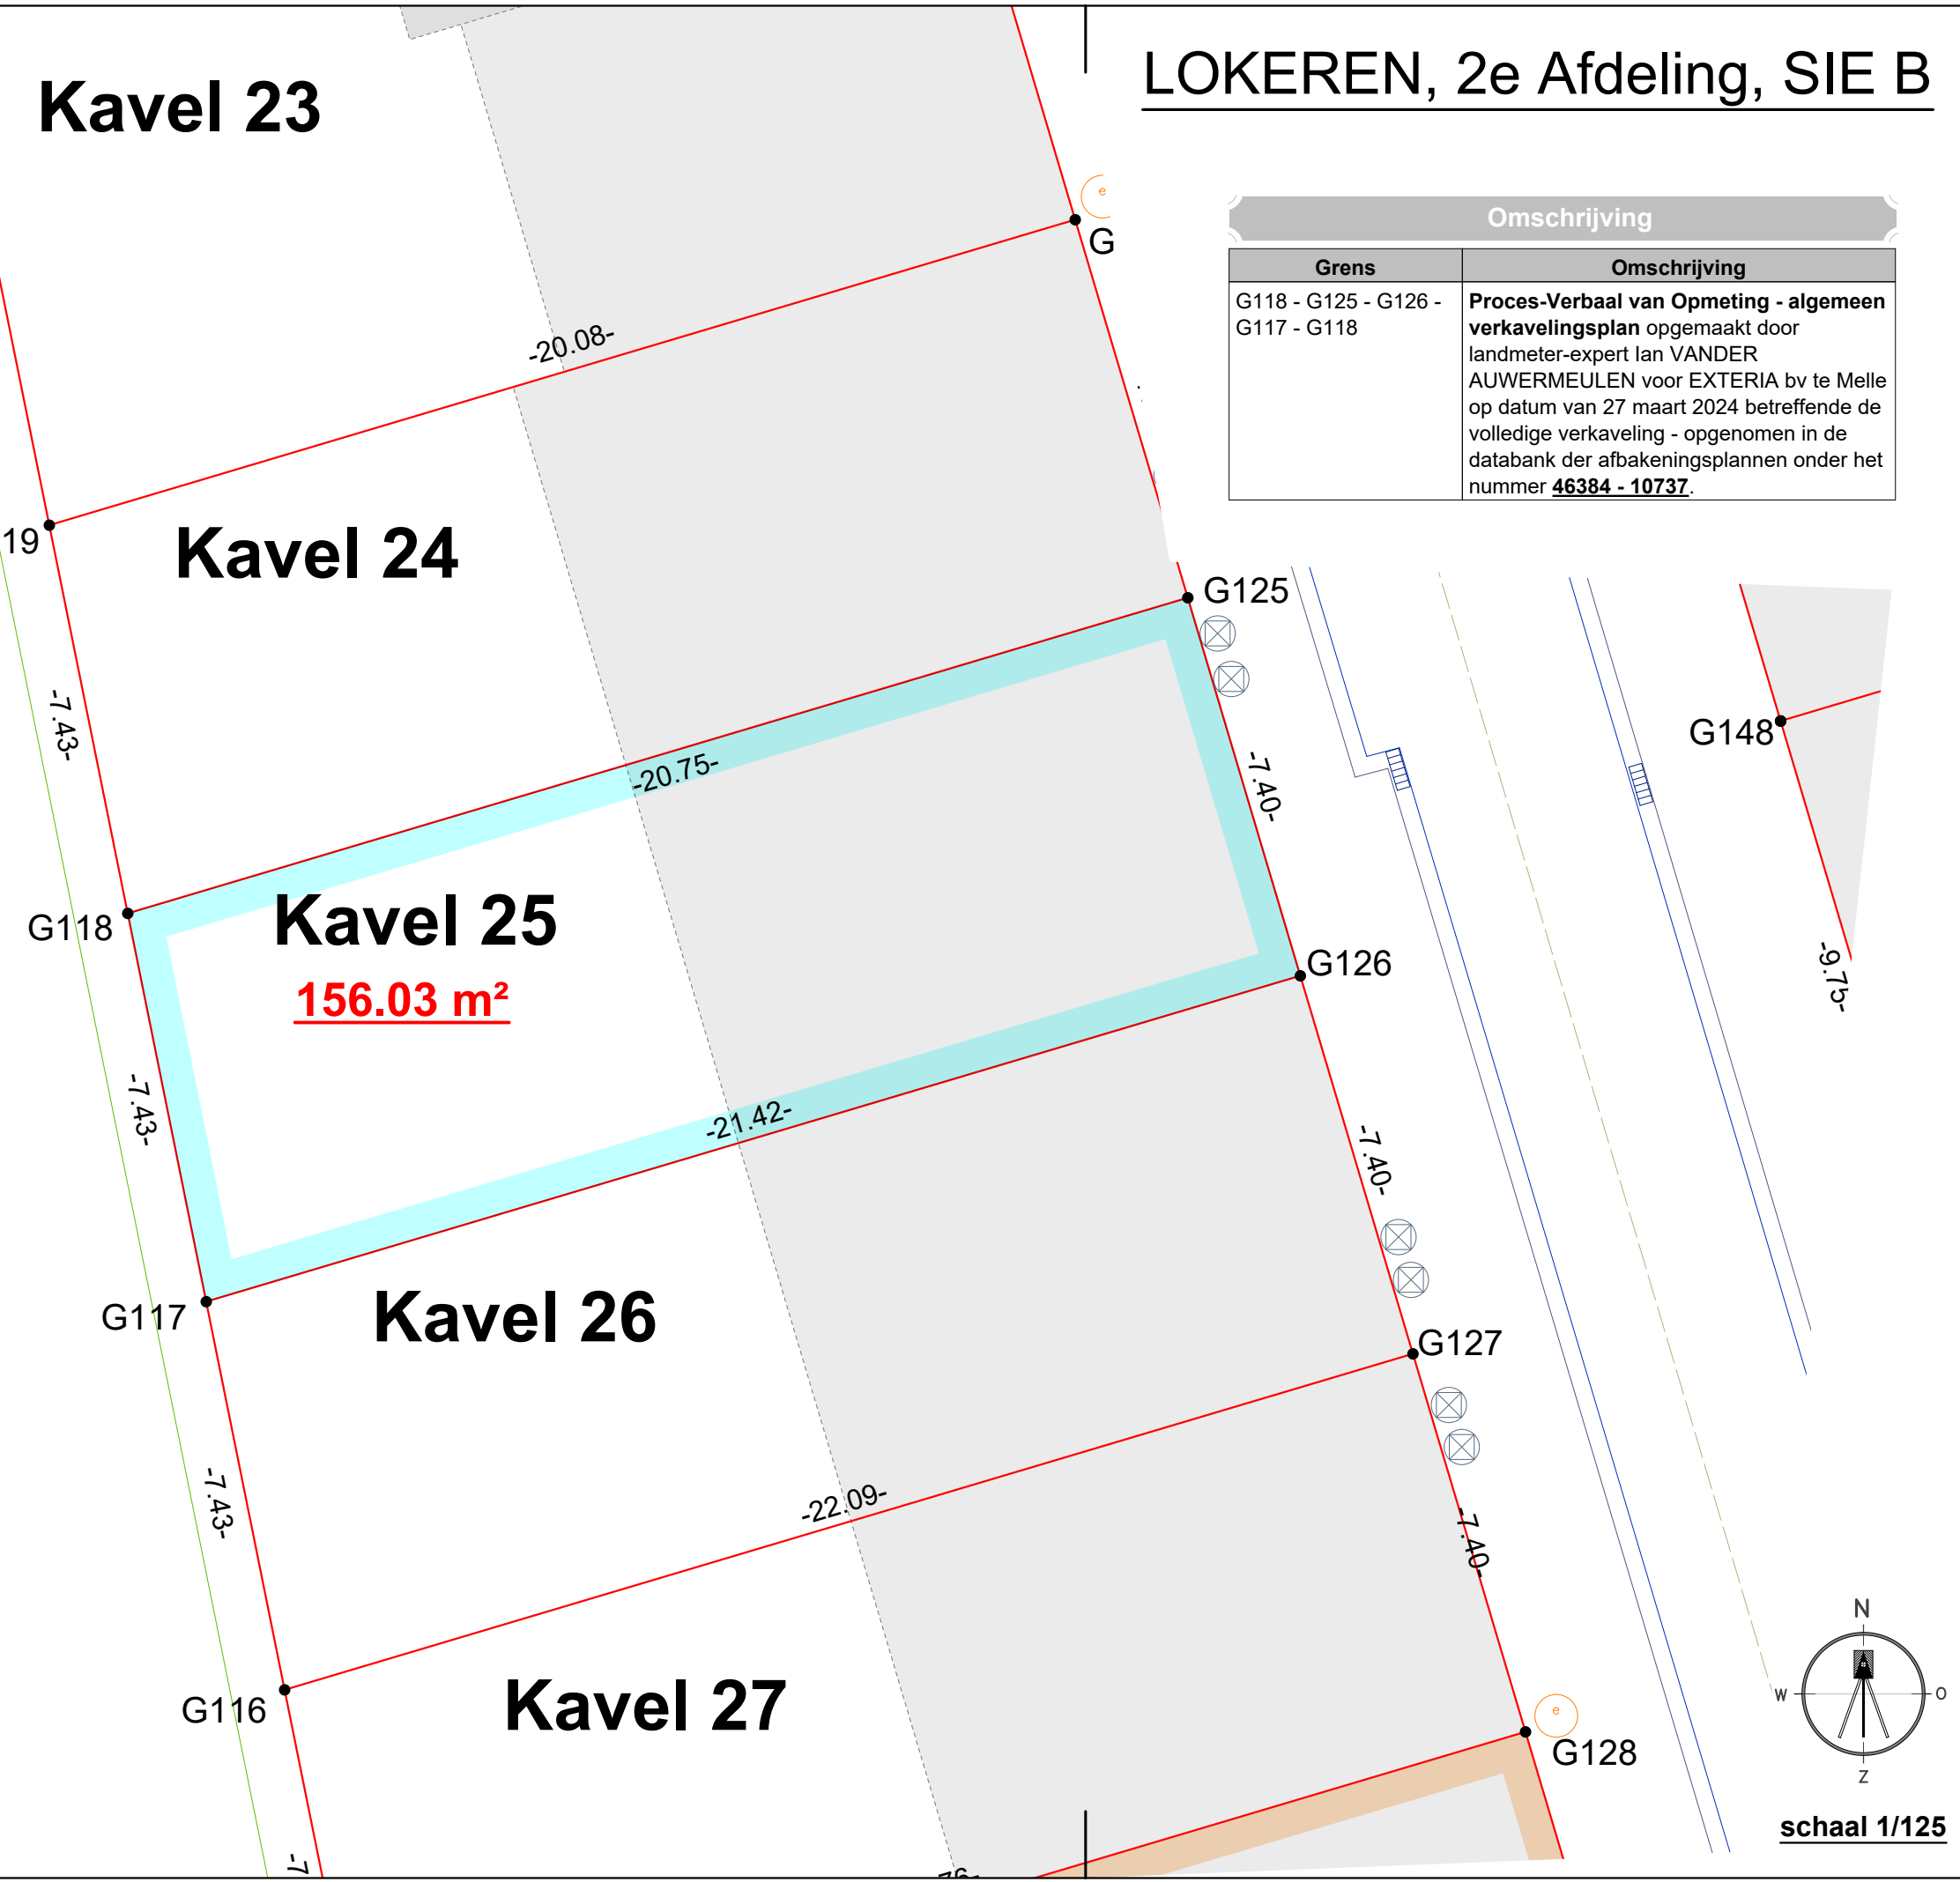 LOKEREN, 2e Afdeling, SIE B
Kavel 23
e
G
Omschrijving
Grens
Omschrijving
G118 - G125 - G126 -
G117 - G118
Proces-Verbaal van Opmeting - algemeen
verkavelingsplan opgemaakt door
landmeter-expert Ian VANDER
AUWERMEULEN voor EXTERIA bv te Melle
op datum van 27 maart 2024 betreffende de
volledige verkaveling - opgenomen in de
databank der afbakeningsplannen onder het
nummer 46384 - 10737.
-20.08-
19
Kavel 24
G125
-7.43-
-20.75-
-7.40-
G148
G118
Kavel 25
156.03 m²
G126
-9.75-
-7.43-
-21.42-
-7.40-
G117
Kavel 26
G127
-7.43-
-22.09-
-7.40-
G116
Kavel 27
e
G128
N
W
O
Z
schaal 1/125
-7
76-